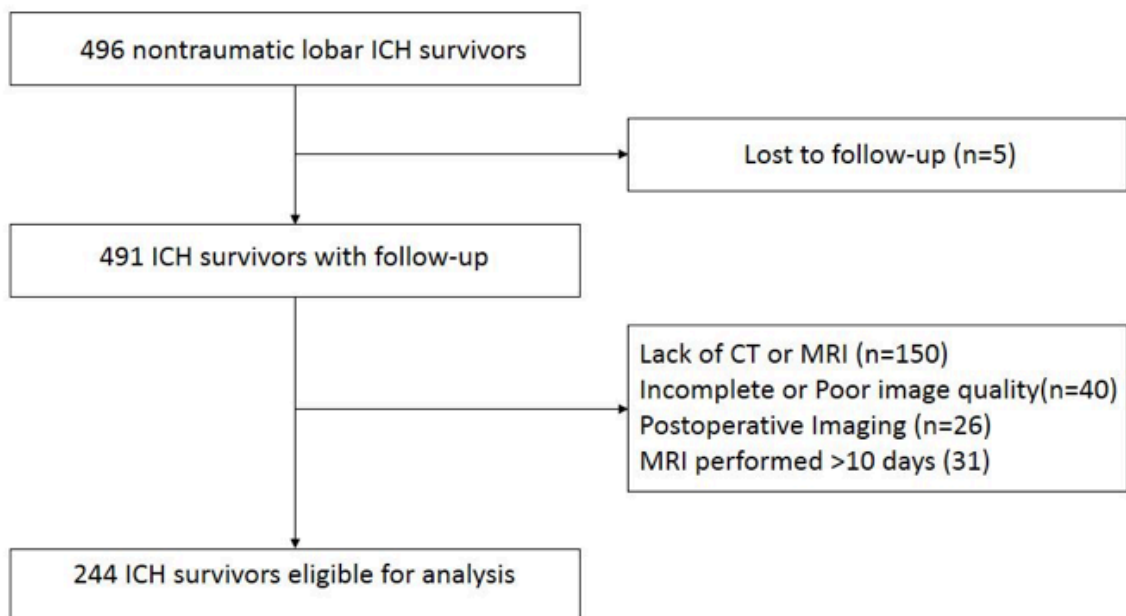 496 nontraumatic lobar ICH survivors
Lost to follow-up (n=5)
491 ICH survivors with follow-up
Lack of CT or MRI (n=150)
Incomplete or Poor image quality(n=40)
Postoperative Imaging (n=26)
MRI performed >10 days (31)
244 ICH survivors eligible for analysis